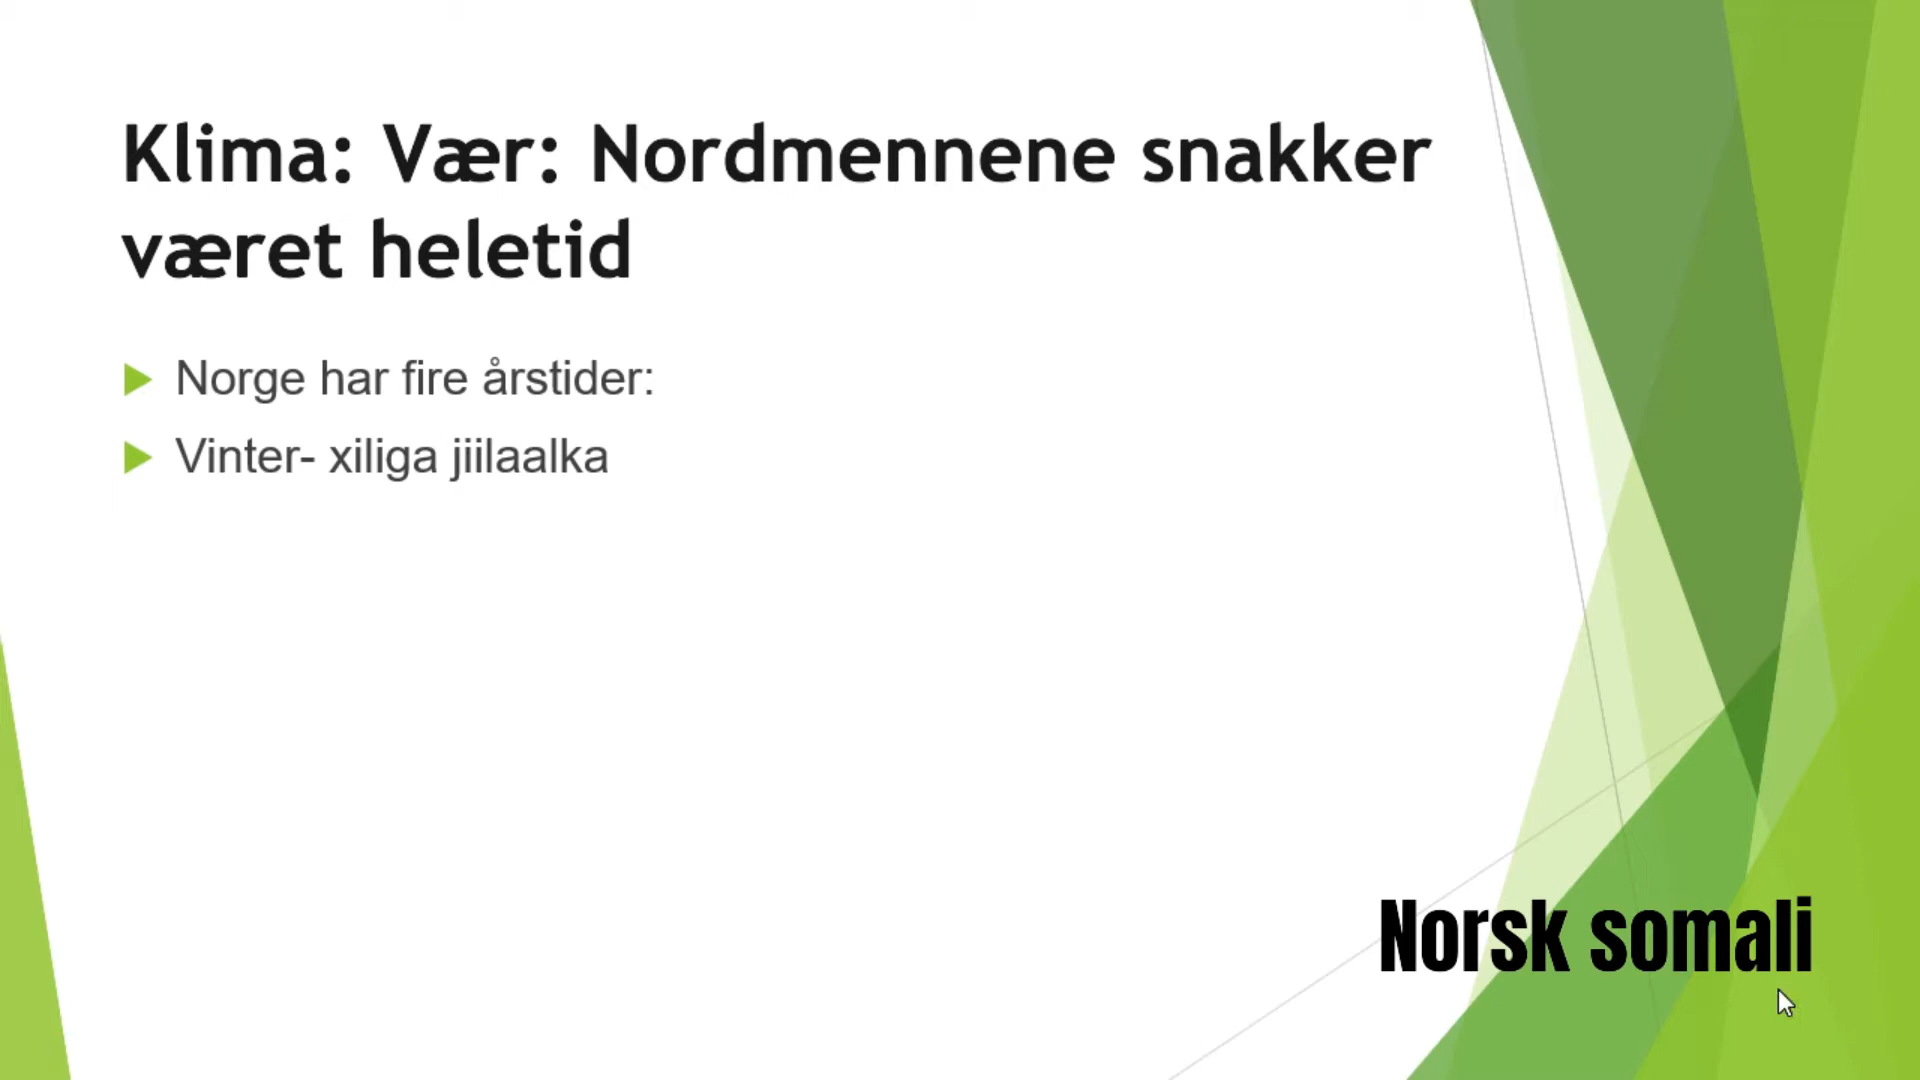 Klima: Vær: Nordmennene snakker
været heletid
Norge har fire årstider:
Vinter- xiliga jiilaalka
Norsk somali